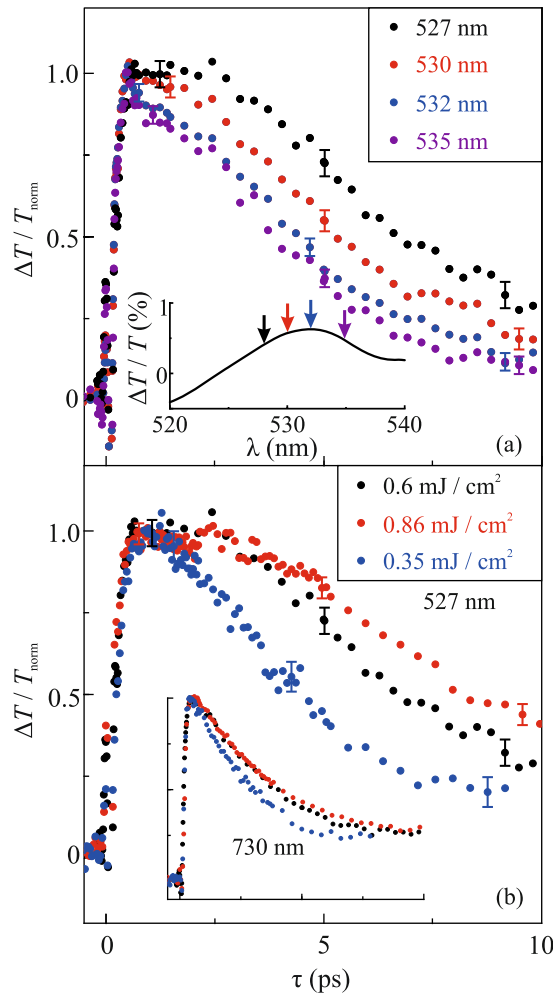 527 nm
530 nm
532 nm
535 nm
1.0
0.5
0
ΔT / T_norm
ΔT / T (%)
1
0
520
530
540
λ (nm)
(a)
0.6 mJ / cm²
0.86 mJ / cm²
0.35 mJ / cm²
527 nm
1.0
0.5
0
ΔT / T_norm
730 nm
(b)
0
5
10
τ (ps)